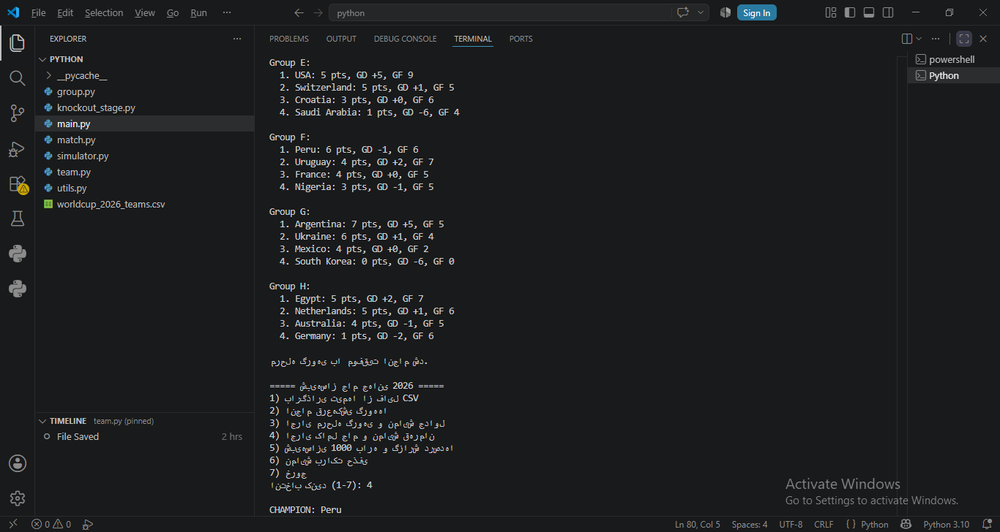 File Edit Selection View Go Run ··· python Sign In
EXPLORER ···
PYTHON
__pycache__
group.py
knockout_stage.py
main.py
match.py
simulator.py
team.py
utils.py
worldcup_2026_teams.csv
TIMELINE team.py (pinned)
File Saved 2 hrs
PROBLEMS OUTPUT DEBUG CONSOLE TERMINAL PORTS
Group E:
1. USA: 5 pts, GD +5, GF 9
2. Switzerland: 5 pts, GD +1, GF 5
3. Croatia: 3 pts, GD +0, GF 6
4. Saudi Arabia: 1 pts, GD -6, GF 4
Group F:
1. Peru: 6 pts, GD -1, GF 6
2. Uruguay: 4 pts, GD +2, GF 7
3. France: 4 pts, GD +0, GF 5
4. Nigeria: 3 pts, GD -1, GF 5
Group G:
1. Argentina: 7 pts, GD +5, GF 5
2. Ukraine: 6 pts, GD +1, GF 4
3. Mexico: 4 pts, GD +0, GF 2
4. South Korea: 0 pts, GD -6, GF 0
Group H:
1. Egypt: 5 pts, GD +2, GF 7
2. Netherlands: 5 pts, GD +1, GF 6
3. Australia: 4 pts, GD -1, GF 5
4. Germany: 1 pts, GD -2, GF 6
مرحله گروهی با موفقیت انجام شد.
===== شبیه‌ساز جام جهانی 2026 =====
1) بارگذاری تیم‌ها از فایل CSV
2) انجام قرعه‌کشی گروه‌ها
3) اجرای مرحله گروهی و نمایش جداول
4) اجرای کامل جام و نمایش قهرمان
5) شبیه‌سازی 1000 باره و گزارش درصدها
6) نمایش براکت حذفی
7) خروج
انتخاب کنید (1-7): 4
CHAMPION: Peru
powershell
Python
Activate Windows
Go to Settings to activate Windows.
0 0 Ln 80, Col 5 Spaces: 4 UTF-8 CRLF { } Python Python 3.10